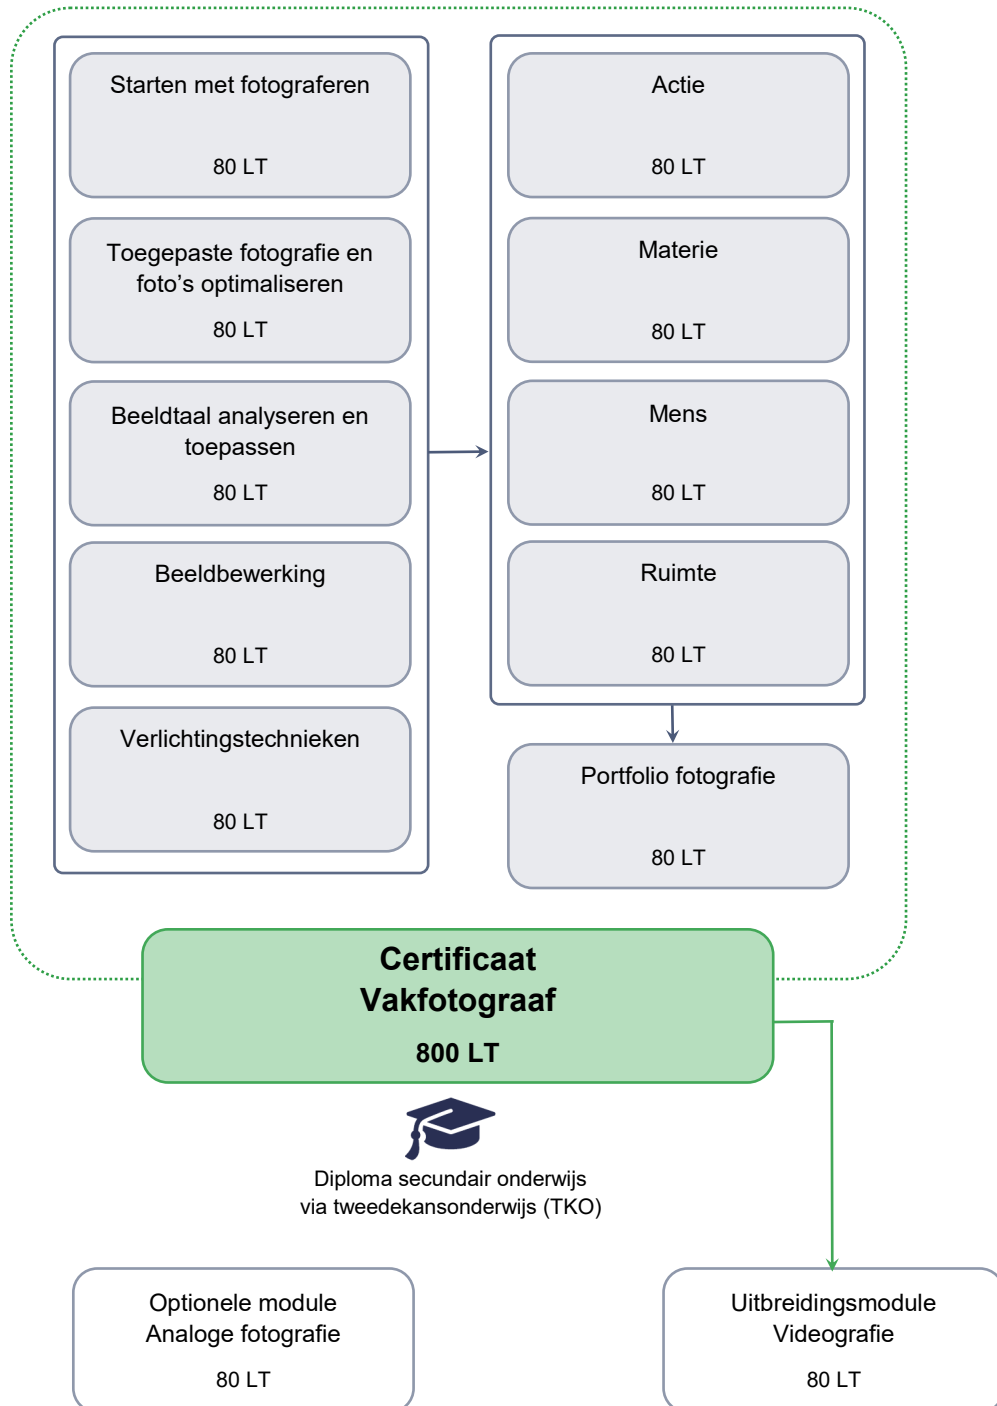 Starten met fotograferen
80 LT
Toegepaste fotografie en
foto’s optimaliseren
80 LT
Beeldtaal analyseren en
toepassen
80 LT
Beeldbewerking
80 LT
Verlichtingstechnieken
80 LT
Actie
80 LT
Materie
80 LT
Mens
80 LT
Ruimte
80 LT
Portfolio fotografie
80 LT
Certificaat
Vakfotograaf
800 LT
Diploma secundair onderwijs
via tweedekansonderwijs (TKO)
Optionele module
Analoge fotografie
80 LT
Uitbreidingsmodule
Videografie
80 LT